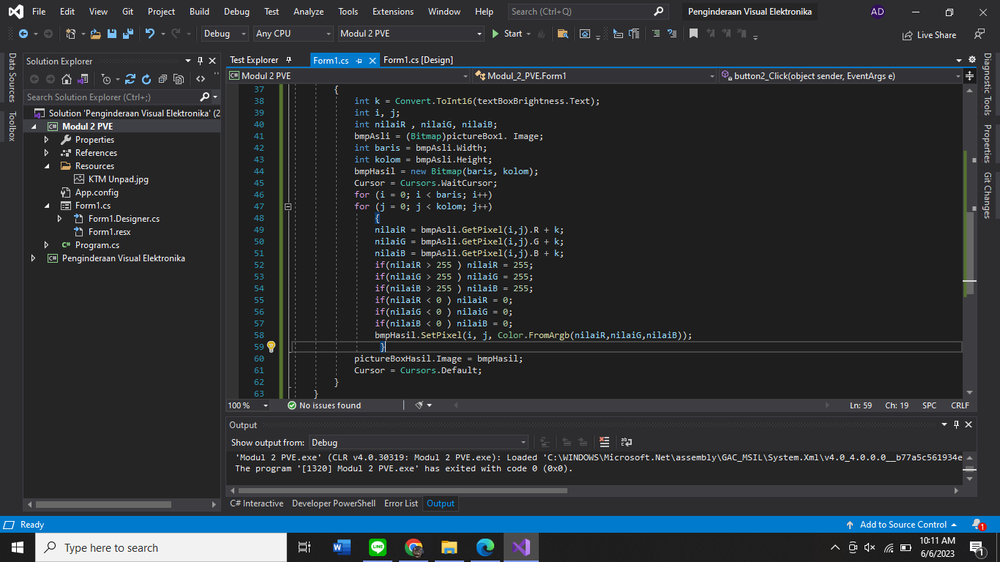 File Edit View Git Project Build Debug Test Analyze Tools Extensions Window Help Search (Ctrl+Q) Penginderaan Visual Elektronika AD
Debug Any CPU Modul 2 PVE Start Live Share
Data Sources
Toolbox
Solution Explorer
Search Solution Explorer (Ctrl+;)
Solution 'Penginderaan Visual Elektronika' (2
Modul 2 PVE
Properties
References
Resources
KTM Unpad.jpg
App.config
Form1.cs
Form1.Designer.cs
Form1.resx
Program.cs
Penginderaan Visual Elektronika
Test Explorer Form1.cs Form1.cs [Design]
Modul 2 PVE Modul_2_PVE.Form1 button2_Click(object sender, EventArgs e)
37 {
38 int k = Convert.ToInt16(textBoxBrightness.Text);
39 int i, j;
40 int nilaiR , nilaiG, nilaiB;
41 bmpAsli = (Bitmap)pictureBox1. Image;
42 int baris = bmpAsli.Width;
43 int kolom = bmpAsli.Height;
44 bmpHasil = new Bitmap(baris, kolom);
45 Cursor = Cursors.WaitCursor;
46 for (i = 0; i < baris; i++)
47 for (j = 0; j < kolom; j++)
48 {
49 nilaiR = bmpAsli.GetPixel(i,j).R + k;
50 nilaiG = bmpAsli.GetPixel(i,j).G + k;
51 nilaiB = bmpAsli.GetPixel(i,j).B + k;
52 if(nilaiR > 255 ) nilaiR = 255;
53 if(nilaiG > 255 ) nilaiG = 255;
54 if(nilaiB > 255 ) nilaiB = 255;
55 if(nilaiR < 0 ) nilaiR = 0;
56 if(nilaiG < 0 ) nilaiG = 0;
57 if(nilaiB < 0 ) nilaiB = 0;
58 bmpHasil.SetPixel(i, j, Color.FromArgb(nilaiR,nilaiG,nilaiB));
59 }
60 pictureBoxHasil.Image = bmpHasil;
61 Cursor = Cursors.Default;
62 }
63 }
100 % No issues found Ln: 59 Ch: 19 SPC CRLF
Diagnostic Tools
Properties
Git Changes
Output
Show output from: Debug
'Modul 2 PVE.exe' (CLR v4.0.30319: Modul 2 PVE.exe): Loaded 'C:\WINDOWS\Microsoft.Net\assembly\GAC_MSIL\System.Xml\v4.0_4.0.0.0__b77a5c561934e
The program '[1320] Modul 2 PVE.exe' has exited with code 0 (0x0).
C# Interactive Developer PowerShell Error List Output
Ready Add to Source Control 1
Type here to search
10:11 AM
6/6/2023
1